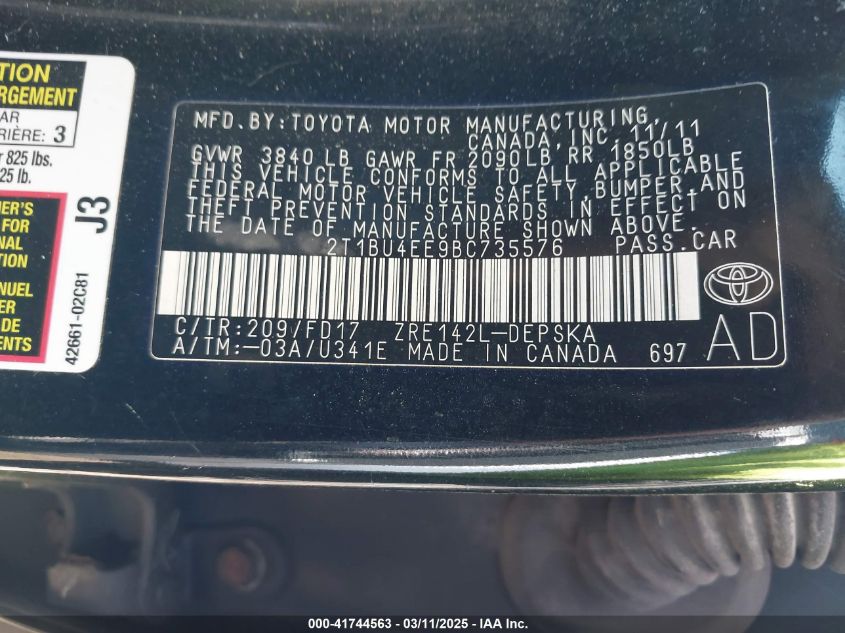 TION
RGEMENT
AR
RIÈRE: 3
r 825 lbs.
25 lb.
J3
ER'S
FOR
NAL
ION
NUEL
ER
DE
ENTS
42661-02C81
MFD. BY: TOYOTA MOTOR MANUFACTURING,
CANADA, INC. 11/11
GVWR 3840 LB GAWR FR 2090LB RR 1850LB
THIS VEHICLE CONFORMS TO ALL APPLICABLE
FEDERAL MOTOR VEHICLE SAFETY, BUMPER, AND
THEFT PREVENTION STANDARDS IN EFFECT ON
THE DATE OF MANUFACTURE SHOWN ABOVE.
2T1BU4EE9BC735576 PASS.CAR
C/TR:209/FD17 ZRE142L-DEPSKA
A/TM:-03A/U341E MADE IN CANADA 697
AD
000-41744563 - 03/11/2025 - IAA Inc.